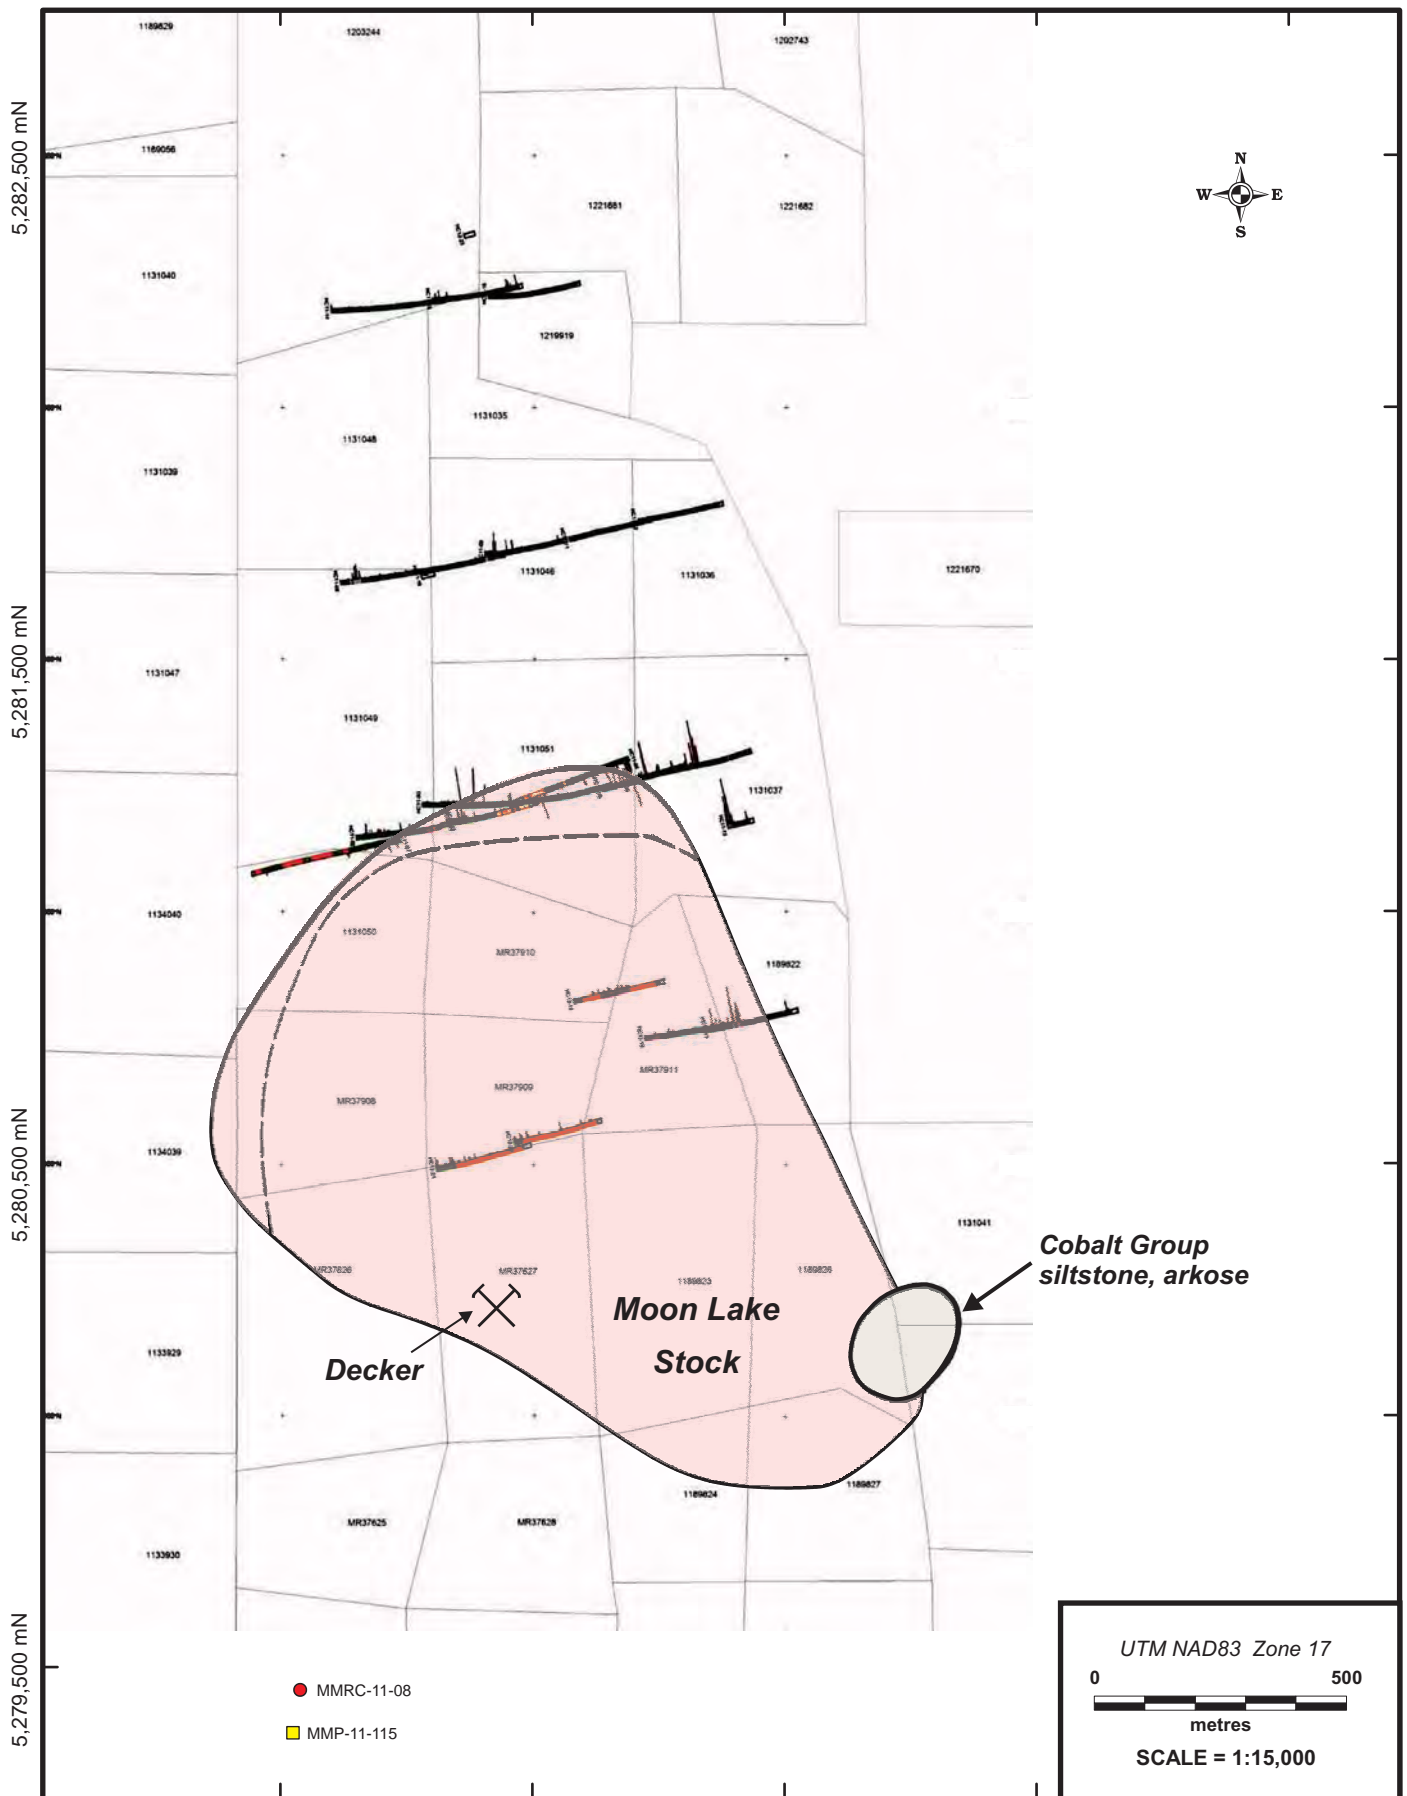 1189829
1203244
1202743
5,282,500 mN
1169056
N
W E
S
1221681
1221682
1131040
1219919
1131035
1131048
1131039
1131046
1131036
1221670
5,281,500 mN
1131047
1131049
1131051
1131037
1134040
1131050
MR37910
1189822
MR37911
MR37909
MR37908
5,280,500 mN
1134039
1131041
Cobalt Group
siltstone, arkose
MR37626
MR37627
1189823
1189826
Moon Lake
Stock
Decker
1133929
1189824
1189827
MR37625
MR37628
1133930
5,279,500 mN
MMRC-11-08
MMP-11-115
UTM NAD83 Zone 17
0 500
metres
SCALE = 1:15,000